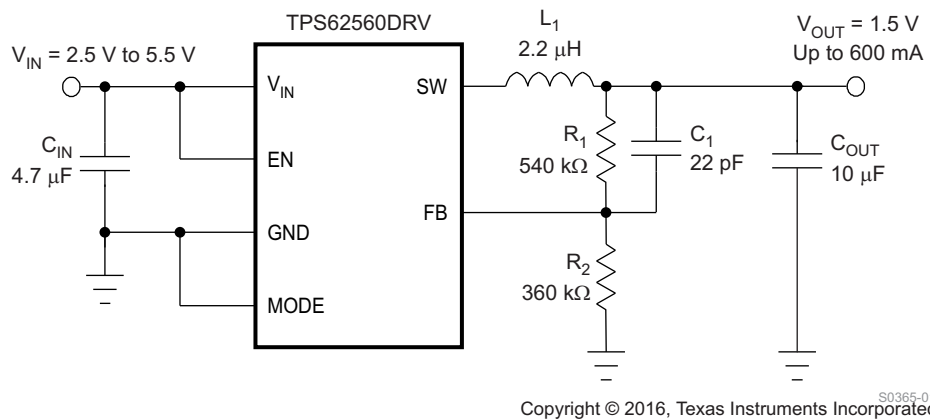 TPS62560DRV
V_IN = 2.5 V to 5.5 V
L_1
2.2 μH
V_OUT = 1.5 V
Up to 600 mA
V_IN
SW
C_IN
4.7 μF
EN
R_1
540 kΩ
C_1
22 pF
C_OUT
10 μF
FB
GND
R_2
360 kΩ
MODE
S0365-0
Copyright © 2016, Texas Instruments Incorporated